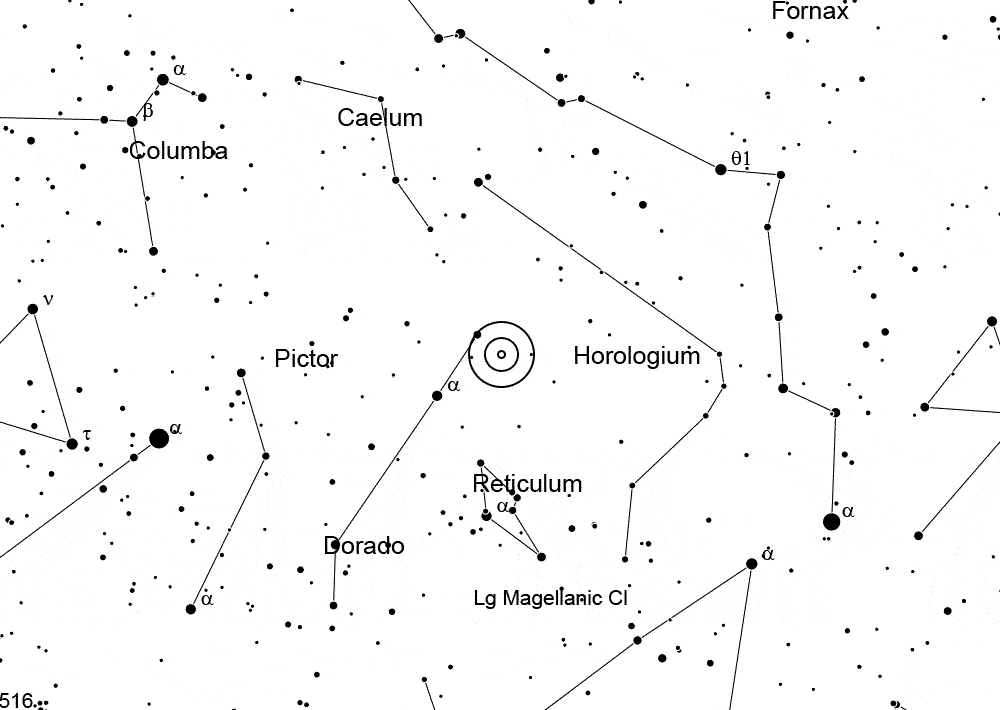 Fornax
α
β
Caelum
Columba
θ1
ν
Pictor
Horologium
α
τ
α
Reticulum
α
α
Dorado
α
α
Lg Magellanic Cl
516